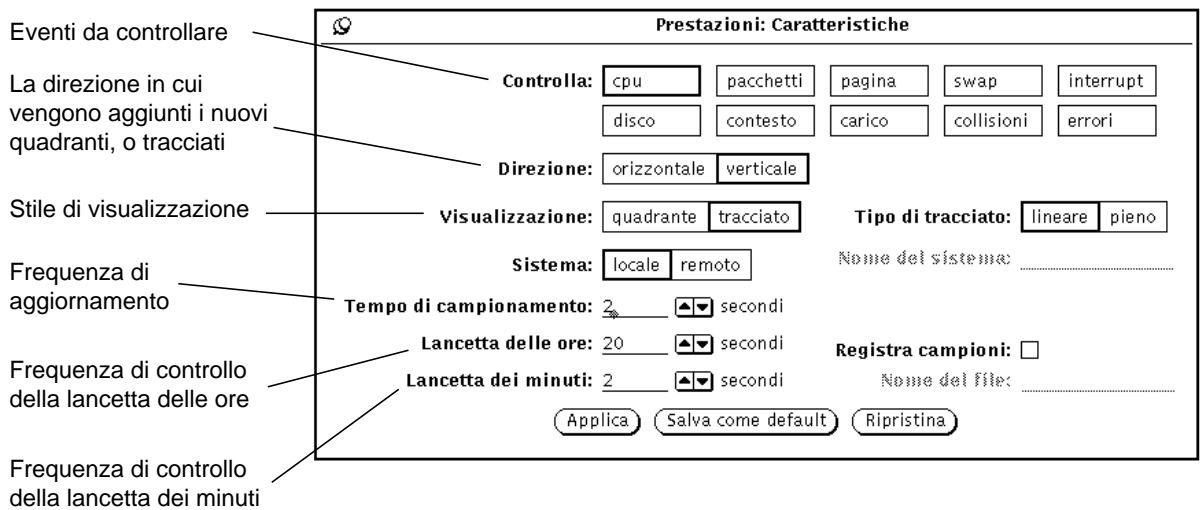 Prestazioni: Caratteristiche
Eventi da controllare
Controlla: cpu pacchetti pagina swap interrupt
disco contesto carico collisioni errori
La direzione in cui
vengono aggiunti i nuovi
quadranti, o tracciati
Direzione: orizzontale verticale
Stile di visualizzazione
Visualizzazione: quadrante tracciato Tipo di tracciato: lineare pieno
Sistema: locale remoto Nome del sistema:
Frequenza di
aggiornamento
Tempo di campionamento: 2 secondi
Lancetta delle ore: 20 secondi Registra campioni:
Frequenza di controllo
della lancetta delle ore
Lancetta dei minuti: 2 secondi Nome del file:
Applica Salva come default Ripristina
Frequenza di controllo
della lancetta dei minuti